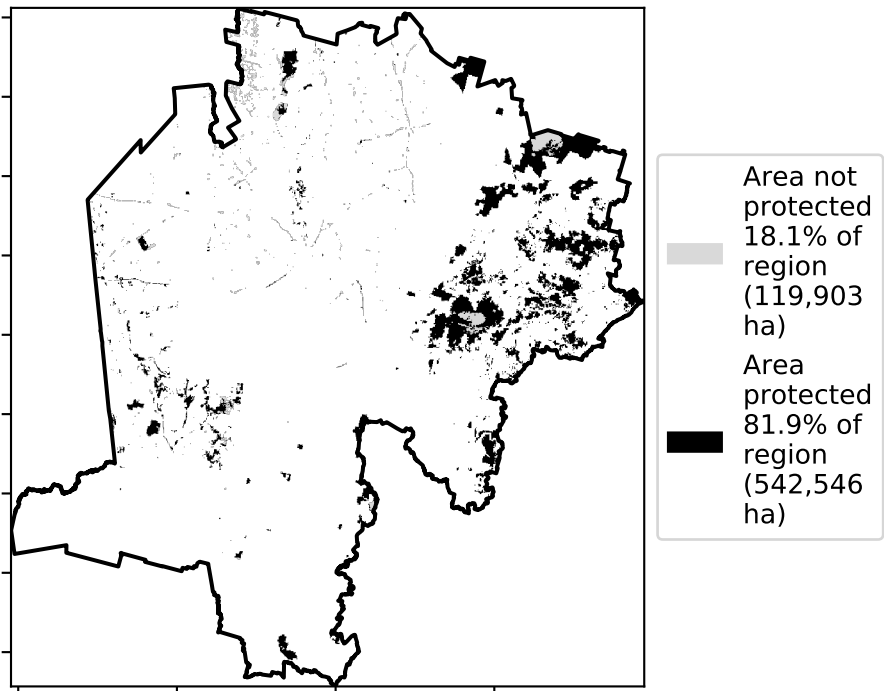 Area not
protected
18.1% of
region
(119,903
ha)
Area
protected
81.9% of
region
(542,546
ha)